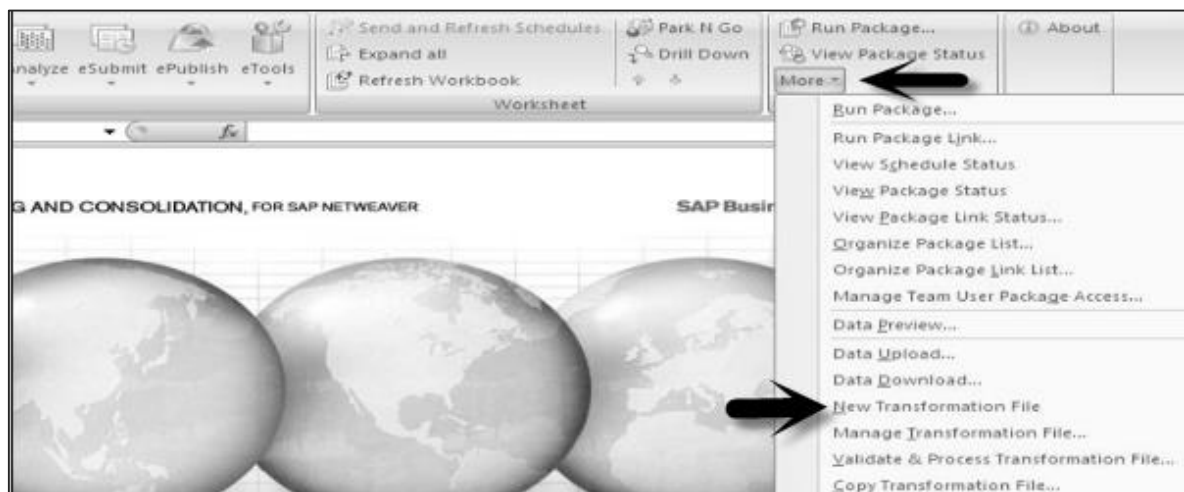 Send and Refresh Schedules
Park N Go
Run Package...
About
nalyze eSubmit ePublish eTools
Expand all
Drill Down
View Package Status
Refresh Workbook
More
Worksheet
fx
Run Package...
Run Package Link...
View Schedule Status
View Package Status
View Package Link Status...
Organize Package List...
Organize Package Link List...
Manage Team User Package Access...
Data Preview...
Data Upload...
Data Download...
New Transformation File
Manage Transformation File...
Validate & Process Transformation File...
Copy Transformation File...
G AND CONSOLIDATION, FOR SAP NETWEAVER
SAP Busin